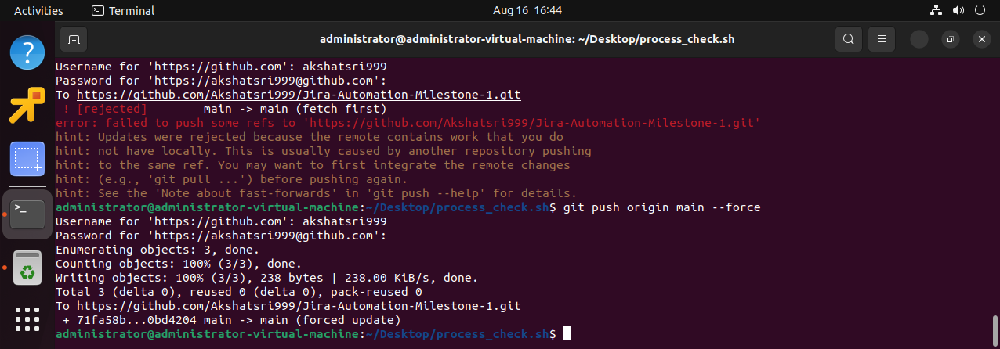 Activities Terminal Aug 16 16:44
administrator@administrator-virtual-machine: ~/Desktop/process_check.sh
Username for 'https://github.com': akshatsri999
Password for 'https://akshatsri999@github.com':
To https://github.com/Akshatsri999/Jira-Automation-Milestone-1.git
 ! [rejected]        main -> main (fetch first)
error: failed to push some refs to 'https://github.com/Akshatsri999/Jira-Automation-Milestone-1.git'
hint: Updates were rejected because the remote contains work that you do
hint: not have locally. This is usually caused by another repository pushing
hint: to the same ref. You may want to first integrate the remote changes
hint: (e.g., 'git pull ...') before pushing again.
hint: See the 'Note about fast-forwards' in 'git push --help' for details.
administrator@administrator-virtual-machine:~/Desktop/process_check.sh$ git push origin main --force
Username for 'https://github.com': akshatsri999
Password for 'https://akshatsri999@github.com':
Enumerating objects: 3, done.
Counting objects: 100% (3/3), done.
Writing objects: 100% (3/3), 238 bytes | 238.00 KiB/s, done.
Total 3 (delta 0), reused 0 (delta 0), pack-reused 0
To https://github.com/Akshatsri999/Jira-Automation-Milestone-1.git
 + 71fa58b...0bd4204 main -> main (forced update)
administrator@administrator-virtual-machine:~/Desktop/process_check.sh$